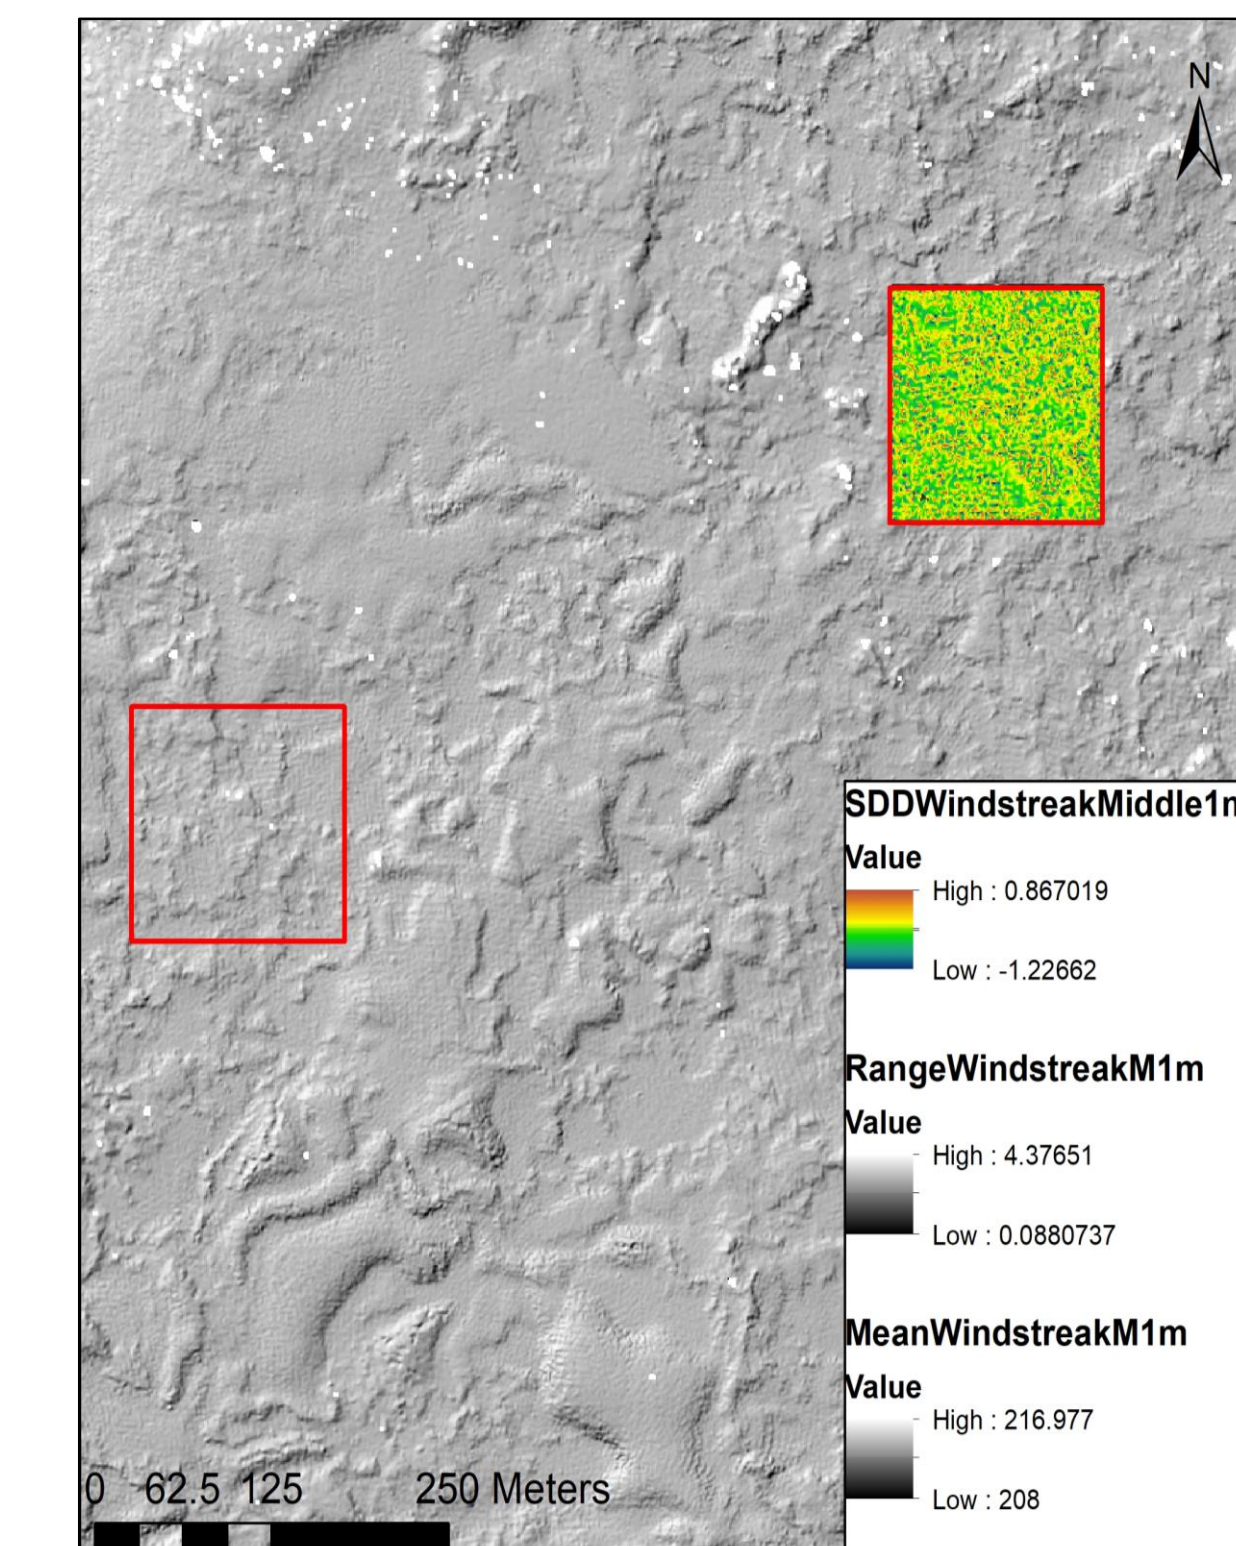 N
SDDWindstreakMiddle1m
Value
High : 0.867019
Low : -1.22662
RangeWindstreakM1m
Value
High : 4.37651
Low : 0.0880737
MeanWindstreakM1m
Value
High : 216.977
Low : 208
0 62.5 125 250 Meters